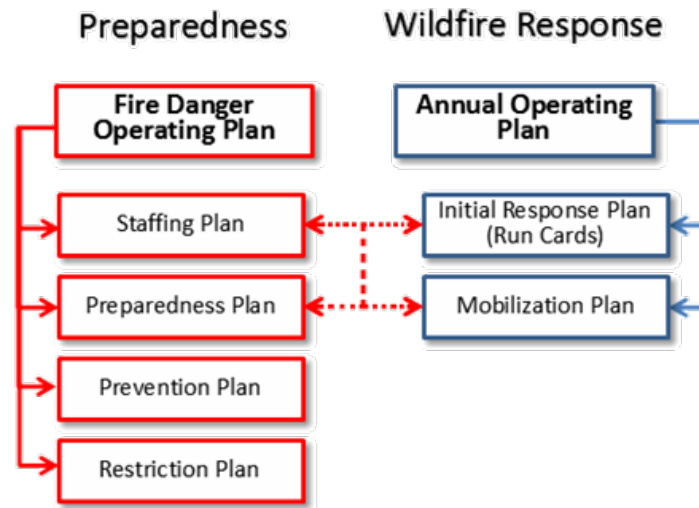 Preparedness
Wildfire Response
Fire Danger
Operating Plan
Annual Operating
Plan
Staffing Plan
Initial Response Plan
(Run Cards)
Preparedness Plan
Mobilization Plan
Prevention Plan
Restriction Plan